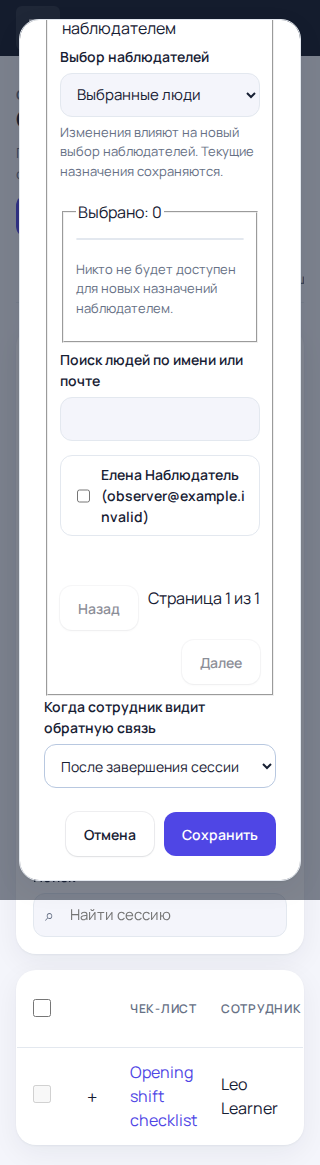 наблюдателем
Выбор наблюдателей
Выбранные люди
Изменения влияют на новый
выбор наблюдателей. Текущие
назначения сохраняются.
Выбрано: 0
Никто не будет доступен
для новых назначений
наблюдателем.
Поиск людей по имени или
почте
Елена Наблюдатель
(observer@example.i
nvalid)
Назад
Страница 1 из 1
Далее
Когда сотрудник видит
обратную связь
После завершения сессии
Отмена
Сохранить
Найти сессию
ЧЕК-ЛИСТ
СОТРУДНИК
+
Opening
shift
checklist
Leo
Learner